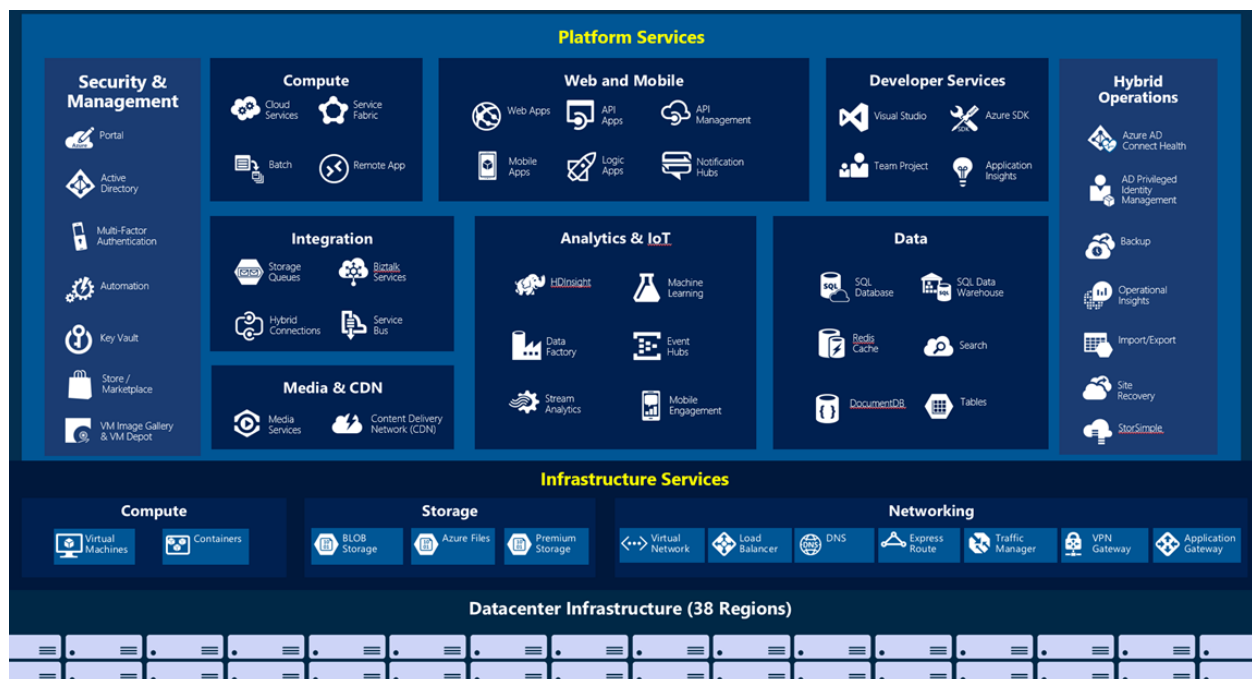 Platform Services
Security &
Management
Portal
Active
Directory
Multi-Factor
Authentication
Automation
Key Vault
Store /
Marketplace
VM Image Gallery
& VM Depot
Compute
Cloud
Services
Service
Fabric
Batch
Remote App
Web and Mobile
Web Apps
API
Apps
API
Management
Mobile
Apps
Logic
Apps
Notification
Hubs
Developer Services
Visual Studio
SDK
Azure SDK
Team Project
Application
Insights
Hybrid
Operations
Azure AD
Connect Health
AD Privileged
Identity
Management
Backup
Operational
Insights
Import/Export
Site
Recovery
StorSimple
Integration
Storage
Queues
Biztalk
Services
Hybrid
Connections
Service
Bus
Media & CDN
Media
Services
Content Delivery
Network (CDN)
Analytics & IoT
HDInsight
Machine
Learning
Data
Factory
Event
Hubs
Stream
Analytics
Mobile
Engagement
Data
SQL
SQL
Database
SQL
SQL Data
Warehouse
Redis
Cache
Search
{ }
DocumentDB
Tables
Infrastructure Services
Compute
Virtual
Machines
Containers
Storage
BLOB
Storage
Azure Files
Premium
Storage
Networking
Virtual
Network
Load
Balancer
DNS
DNS
Express
Route
Traffic
Manager
VPN
Gateway
Application
Gateway
Datacenter Infrastructure (38 Regions)